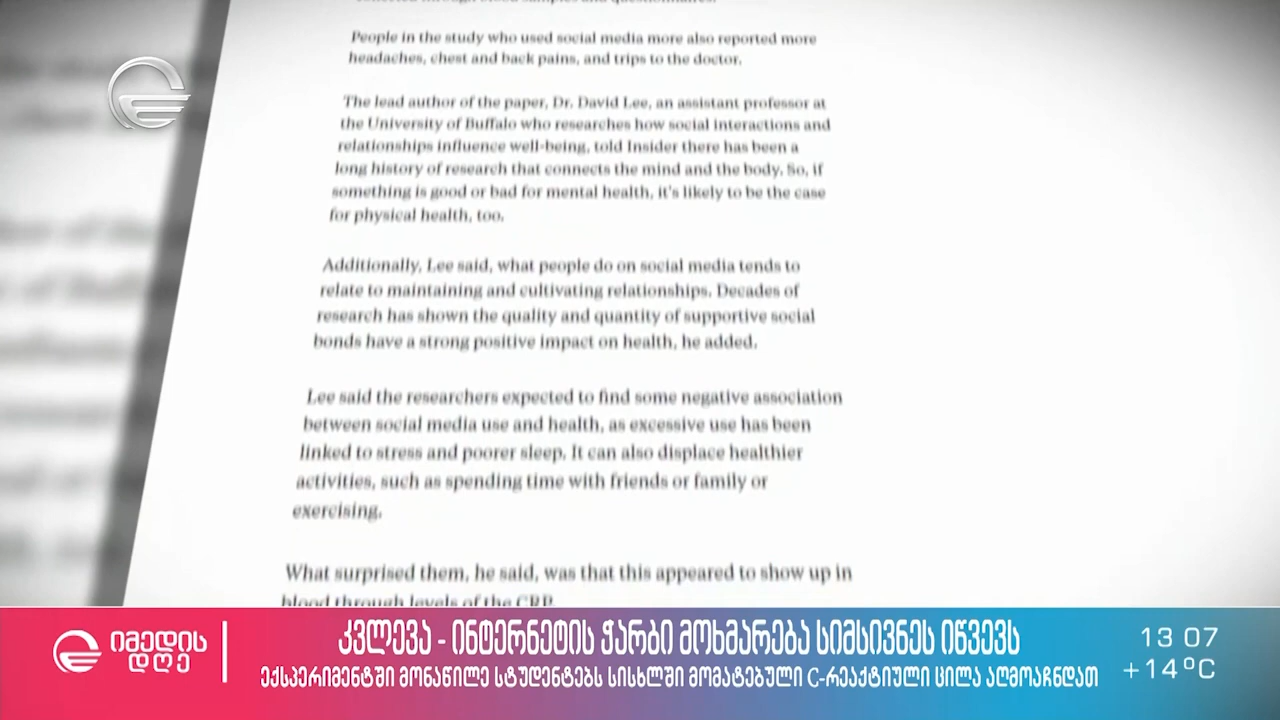 People in the study who used social media more also reported more
headaches, chest and back pains, and trips to the doctor.
The lead author of the paper, Dr. David Lee, an assistant professor at
the University of Buffalo who researches how social interactions and
relationships influence well-being, told Insider there has been a
long history of research that connects the mind and the body. So, if
something is good or bad for mental health, it's likely to be the case
for physical health, too.
Additionally, Lee said, what people do on social media tends to
relate to maintaining and cultivating relationships. Decades of
research has shown the quality and quantity of supportive social
bonds have a strong positive impact on health, he added.
Lee said the researchers expected to find some negative association
between social media use and health, as excessive use has been
linked to stress and poorer sleep. It can also displace healthier
activities, such as spending time with friends or family or
exercising.
What surprised them, he said, was that this appeared to show up in
blood through levels of the CRP.
იმედის
დღე
კვლევა - ინტერნეტის ჭარბი მოხმარება სიმსივნეს იწვევს
ექსპერიმენტში მონაწილე სტუდენტებს სისხლში მომატებული C-რეაქტიული ცილა აღმოაჩნდათ
13 07
+14°C